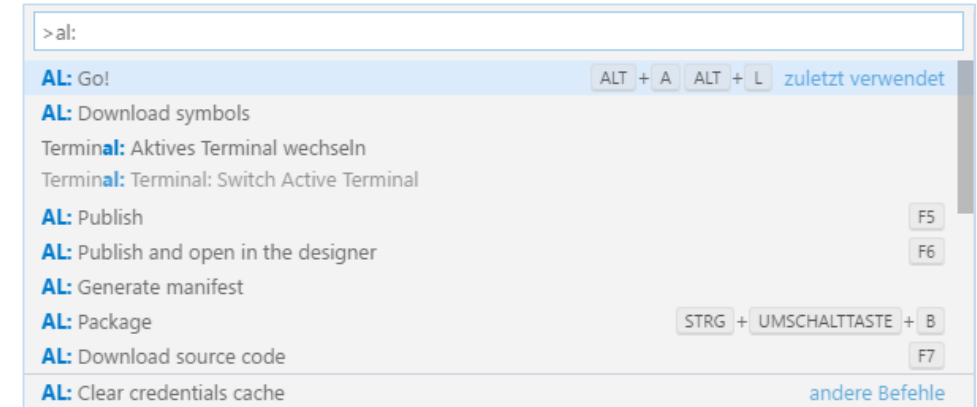 >al:
AL: Go! ALT + A ALT + L zuletzt verwendet
AL: Download symbols
Terminal: Aktives Terminal wechseln
Terminal: Terminal: Switch Active Terminal
AL: Publish F5
AL: Publish and open in the designer F6
AL: Generate manifest
AL: Package STRG + UMSCHALTTASTE + B
AL: Download source code F7
AL: Clear credentials cache andere Befehle